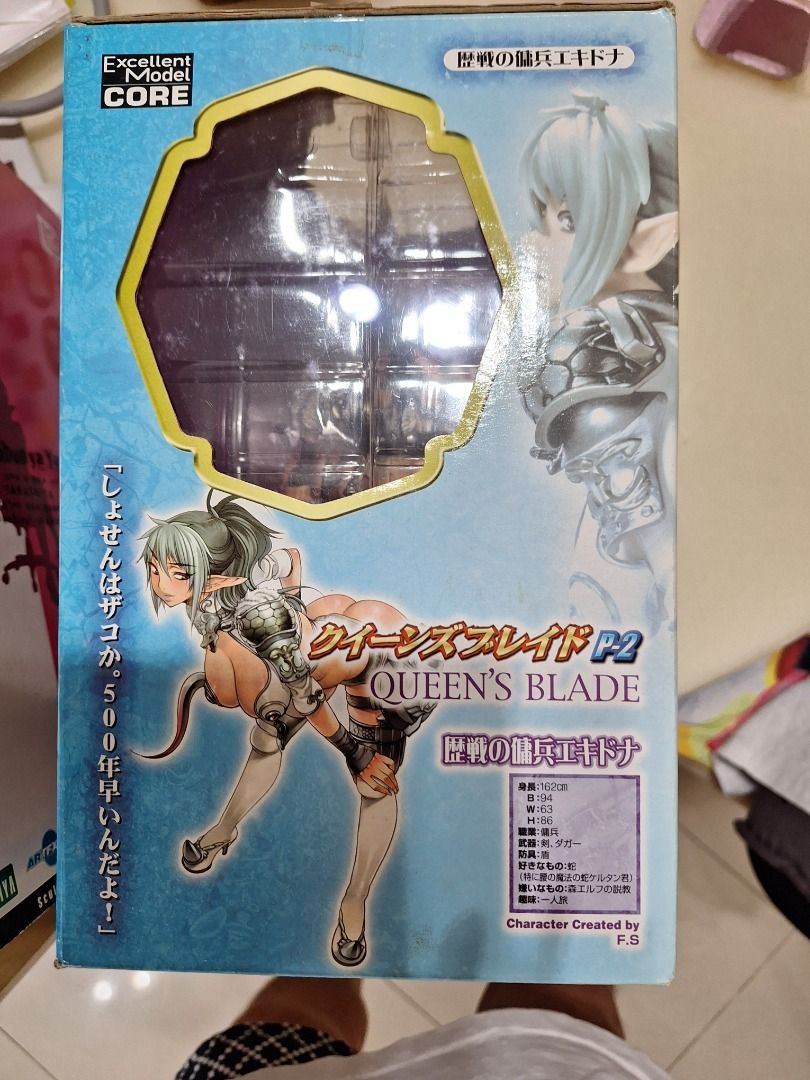 Excellent
Model
CORE
歴戦の傭兵エキドナ
「しょせんはザコか。500年早いんだよ!」
クイーンズブレイド P-2
QUEEN'S BLADE
歴戦の傭兵エキドナ
身長:162cm
B:94
W:63
H:86
職業:傭兵
武器:剣、ダガー
防具:盾
好きなもの:蛇
(特に腰の魔法の蛇ケルタン君)
嫌いなもの:森エルフの説教
趣味:一人旅
Character Created by
F.S